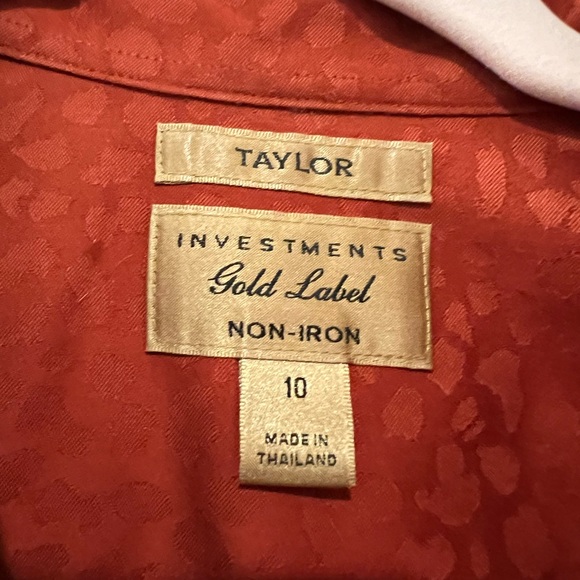 TAYLOR
INVESTMENTS
Gold Label
NON-IRON
10
MADE IN
THAILAND